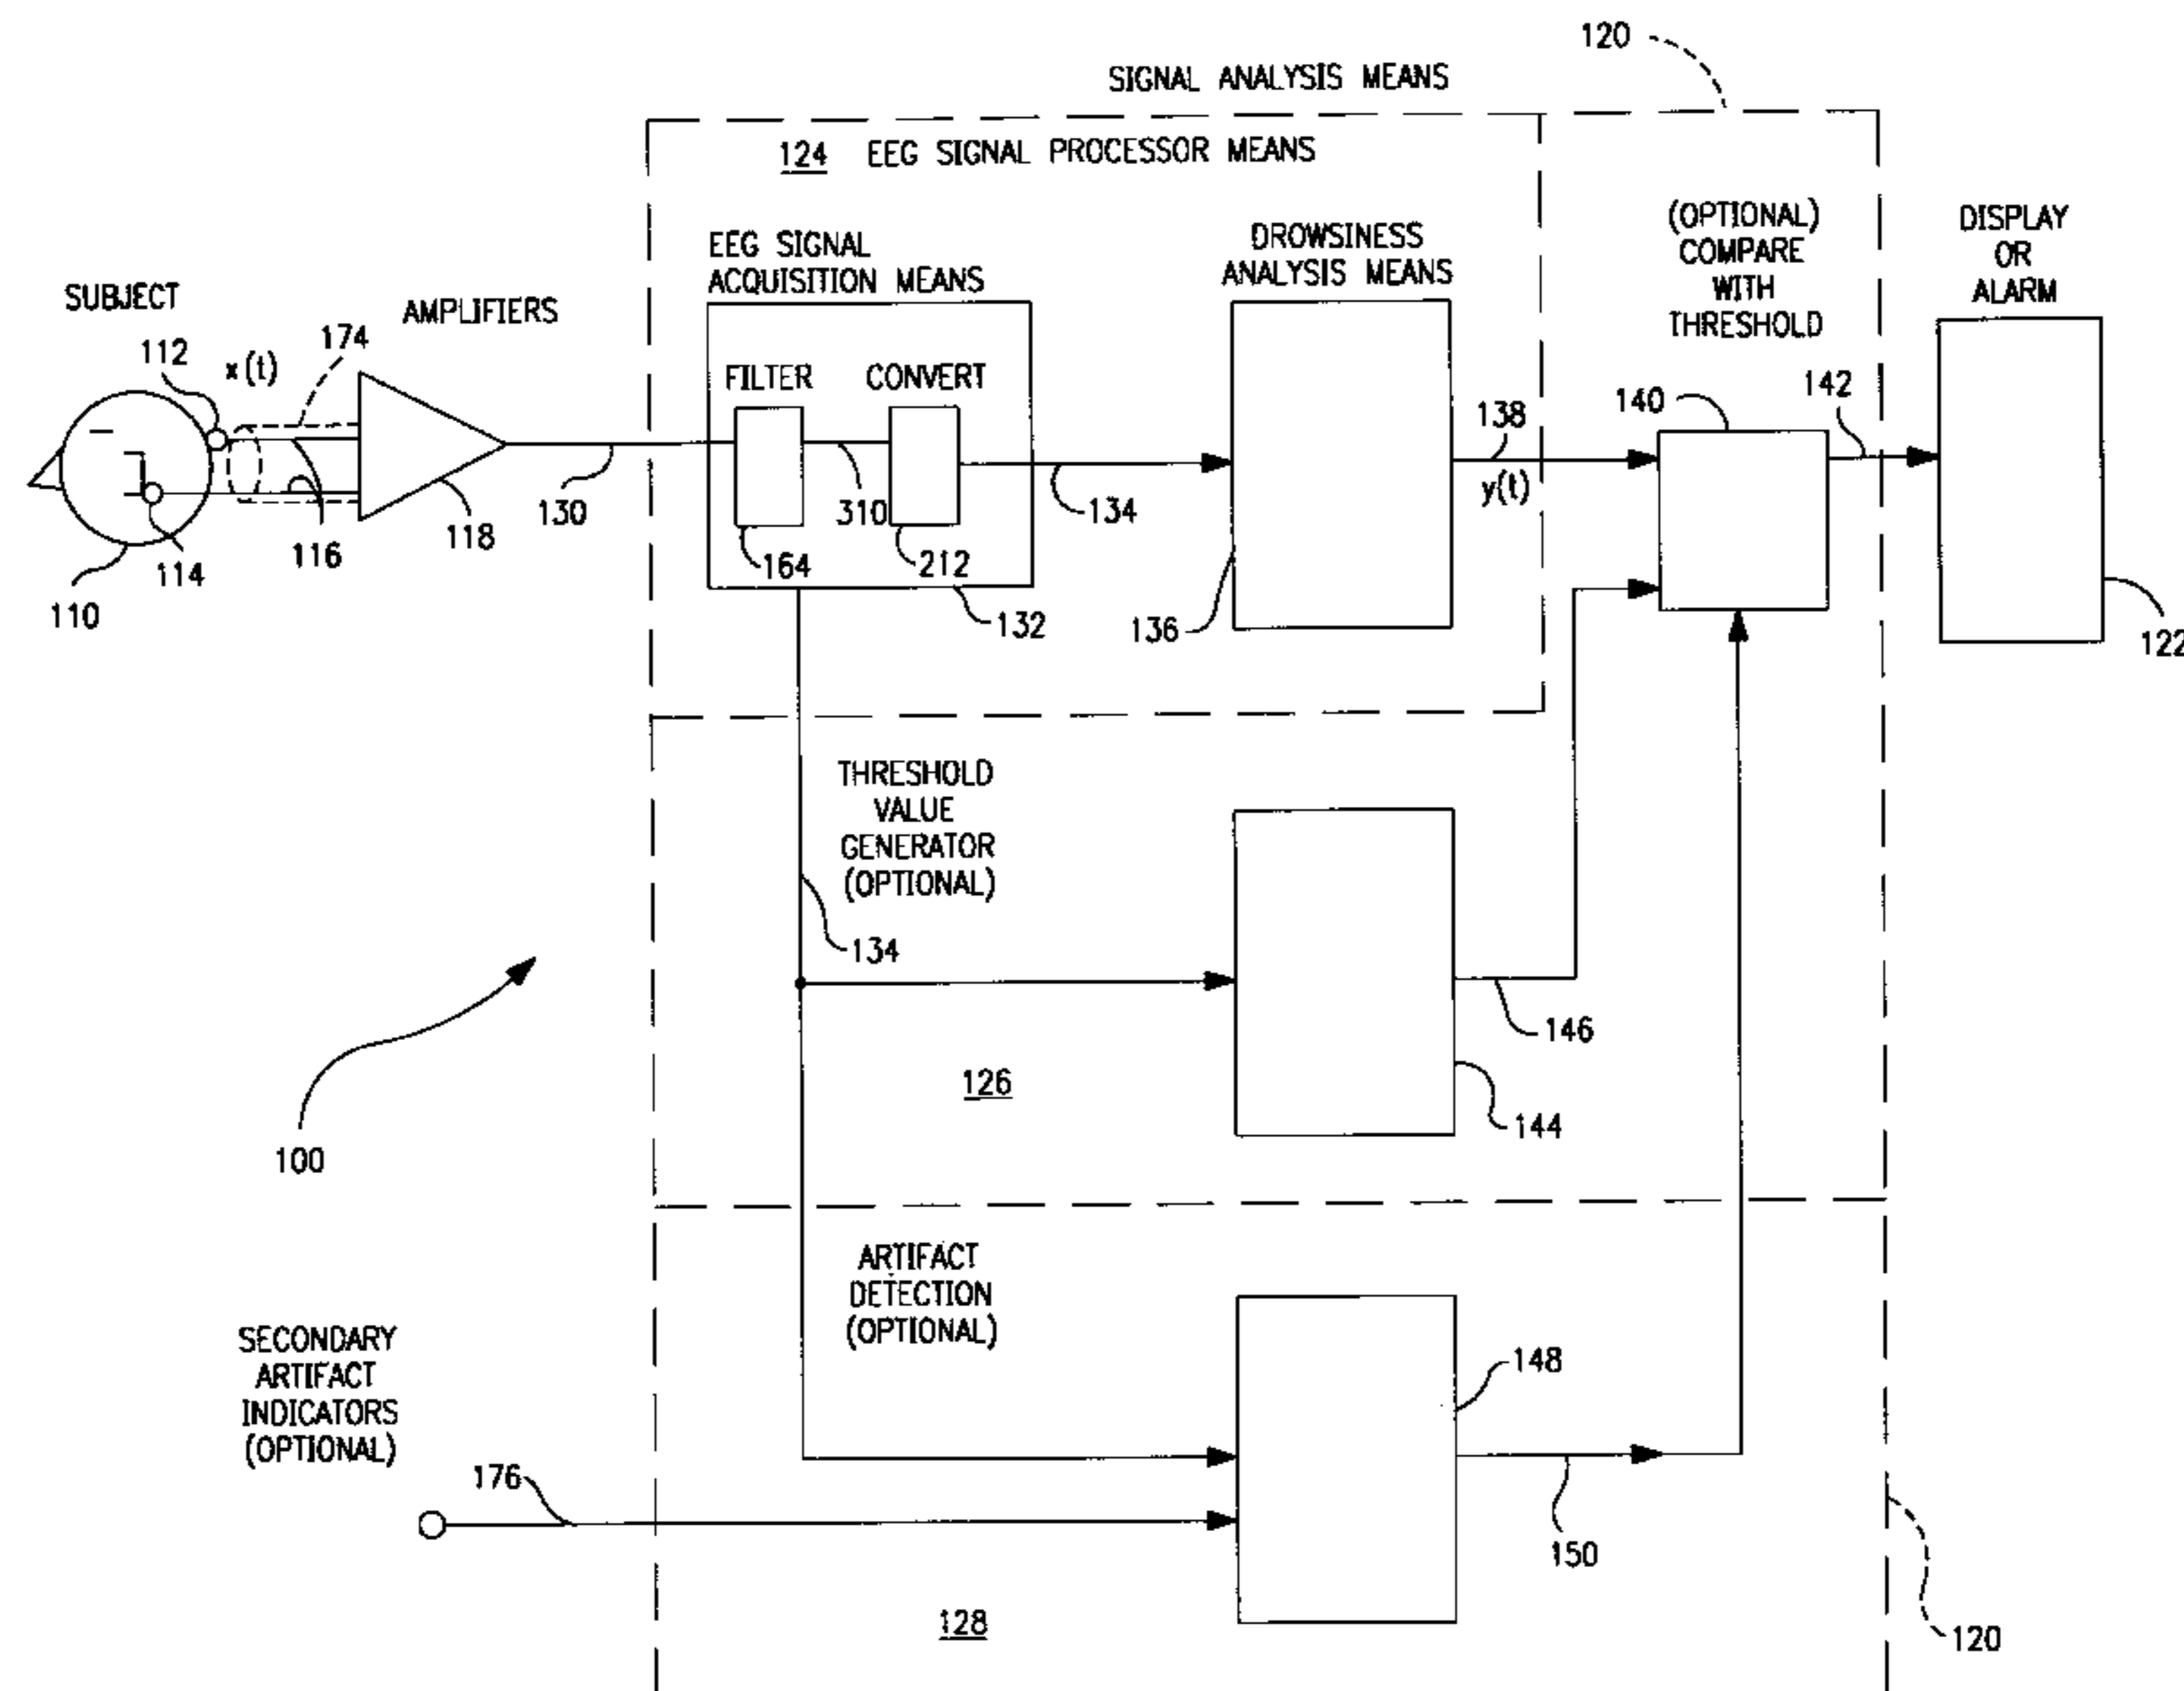 120
SIGNAL ANALYSIS MEANS
124 EEG SIGNAL PROCESSOR MEANS
(OPTIONAL)
COMPARE
WITH
THRESHOLD
DISPLAY
OR
ALARM
EEG SIGNAL
ACQUISITION MEANS
DROWSINESS
ANALYSIS MEANS
SUBJECT
AMPLIFIERS
112
x(t)
174
FILTER
CONVERT
140
142
138
y(t)
130
310
134
118
116
114
110
164
212
132
136
122
THRESHOLD
VALUE
GENERATOR
(OPTIONAL)
134
146
126
144
100
ARTIFACT
DETECTION
(OPTIONAL)
SECONDARY
ARTIFACT
INDICATORS
(OPTIONAL)
148
176
150
128
120